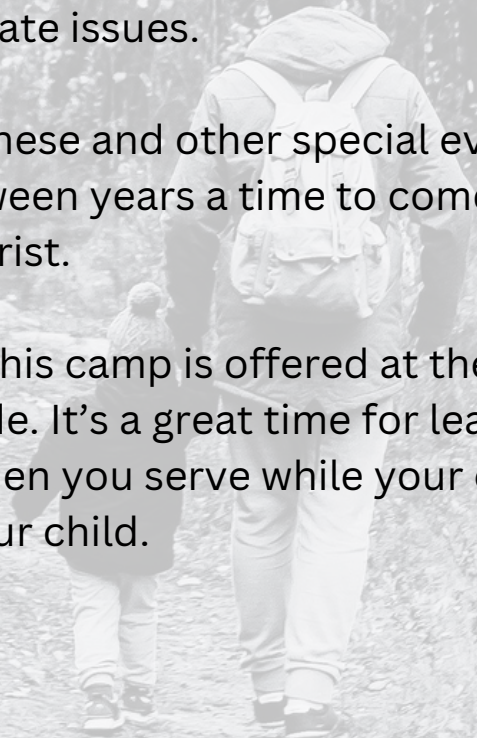 ate issues.
hese and other special ev
ween years a time to come
rist.
his camp is offered at the
de. It’s a great time for lea
en you serve while your
ur child.